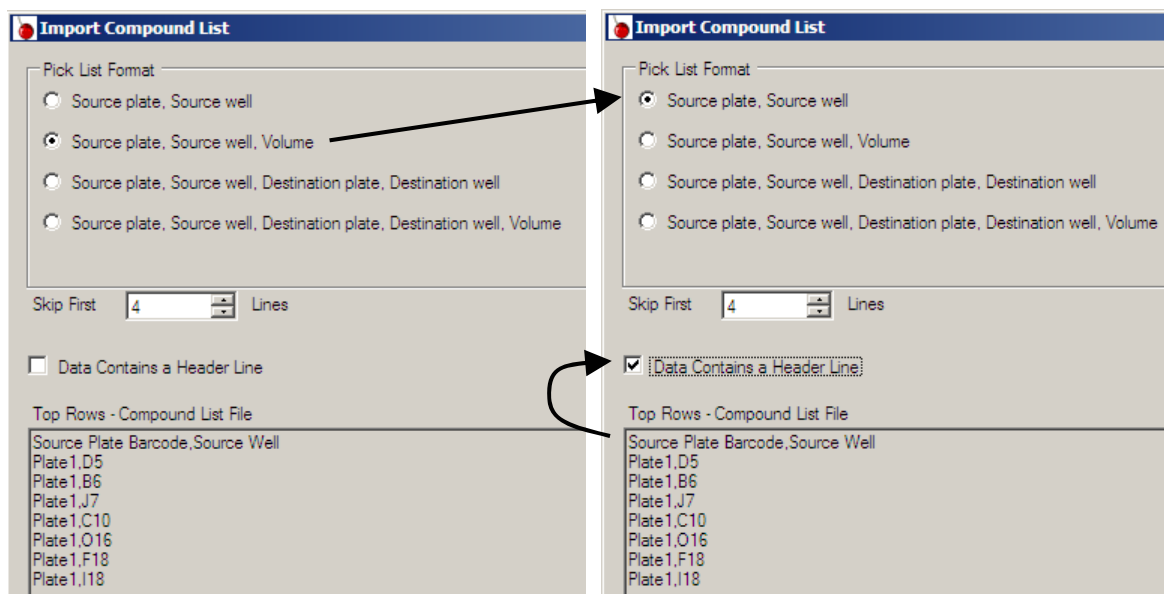 Import Compound List
Pick List Format
Source plate, Source well
Source plate, Source well, Volume
Source plate, Source well, Destination plate, Destination well
Source plate, Source well, Destination plate, Destination well, Volume
Skip First 4 Lines
Data Contains a Header Line
Top Rows - Compound List File
Source Plate Barcode,Source Well
Plate1,D5
Plate1,B6
Plate1,J7
Plate1,C10
Plate1,O16
Plate1,F18
Plate1,I18
Import Compound List
Pick List Format
Source plate, Source well
Source plate, Source well, Volume
Source plate, Source well, Destination plate, Destination well
Source plate, Source well, Destination plate, Destination well, Volume
Skip First 4 Lines
Data Contains a Header Line
Top Rows - Compound List File
Source Plate Barcode,Source Well
Plate1,D5
Plate1,B6
Plate1,J7
Plate1,C10
Plate1,O16
Plate1,F18
Plate1,I18